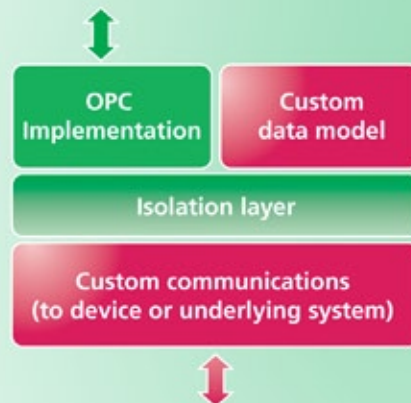 OPC
Implementation
Custom
data model
Isolation layer
Custom communications
(to device or underlying system)